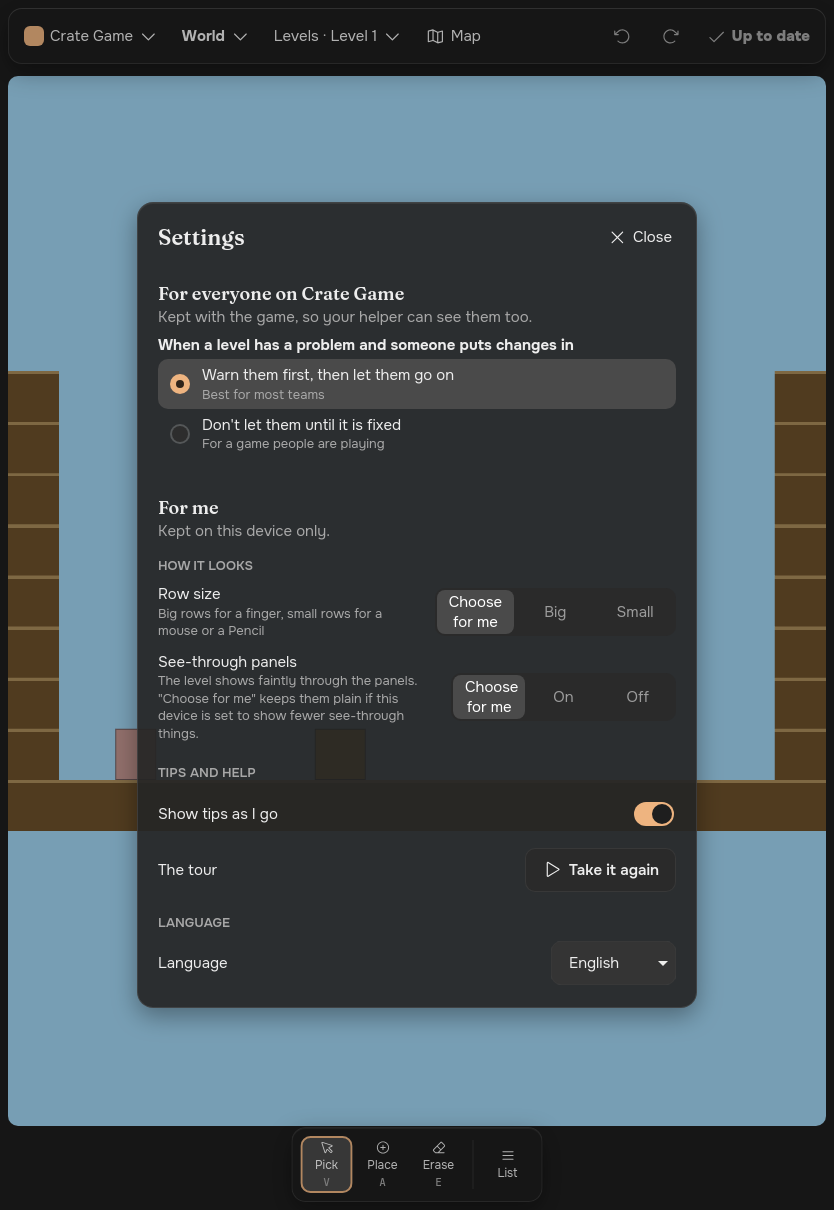 Crate Game
World
Levels · Level 1
Map
Up to date
Settings
Close
For everyone on Crate Game
Kept with the game, so your helper can see them too.
When a level has a problem and someone puts changes in
Warn them first, then let them go on
Best for most teams
Don't let them until it is fixed
For a game people are playing
For me
Kept on this device only.
HOW IT LOOKS
Row size
Big rows for a finger, small rows for a
mouse or a Pencil
Choose
for me
Big
Small
See-through panels
The level shows faintly through the panels.
"Choose for me" keeps them plain if this
device is set to show fewer see-through
things.
Choose
for me
On
Off
TIPS AND HELP
Show tips as I go
The tour
Take it again
LANGUAGE
Language
English
Pick
V
Place
A
Erase
E
List